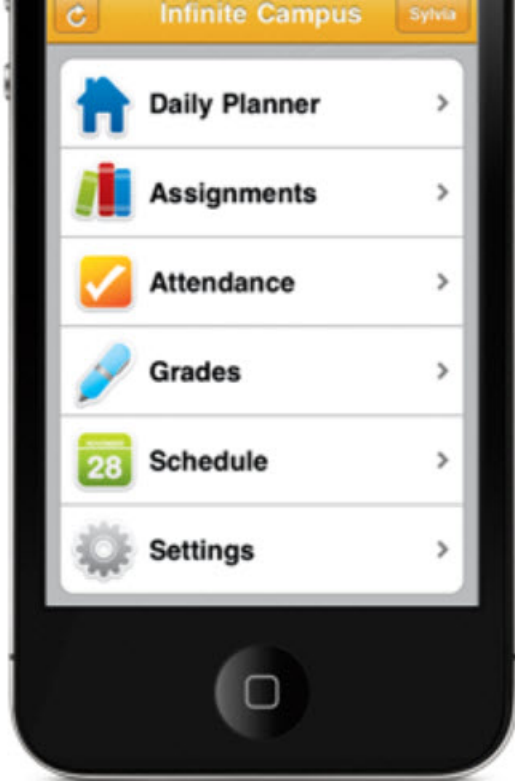 Infinite Campus
Sylvia
Daily Planner
Assignments
Attendance
Grades
28
Schedule
Settings